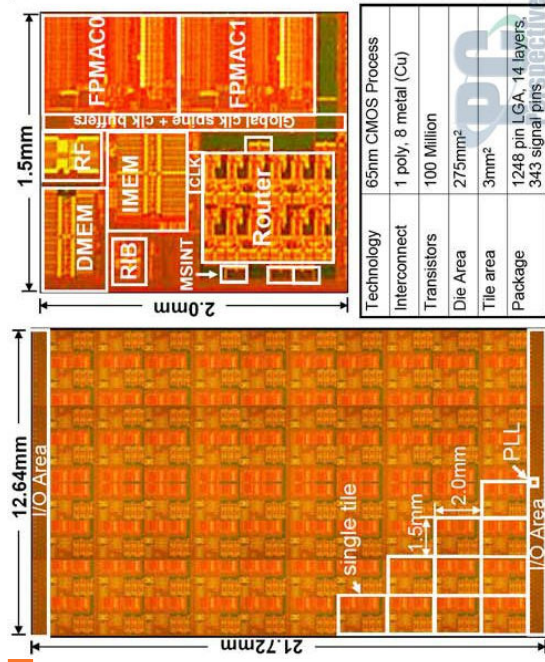 12.64mm
I/O Area
21.72mm
single tile
1.5mm
2.0mm
PLL
I/O Area
1.5mm
2.0mm
FPMAC0
FPMAC1
Global clk spine + clk buffers
RF
DMEM
IMEM
RIB
CLK
MSINT
Router
Technology 65nm CMOS Process
Interconnect 1 poly, 8 metal (Cu)
Transistors 100 Million
Die Area 275mm²
Tile area 3mm²
Package 1248 pin LGA, 14 layers,
343 signal pins
PC
Perspective